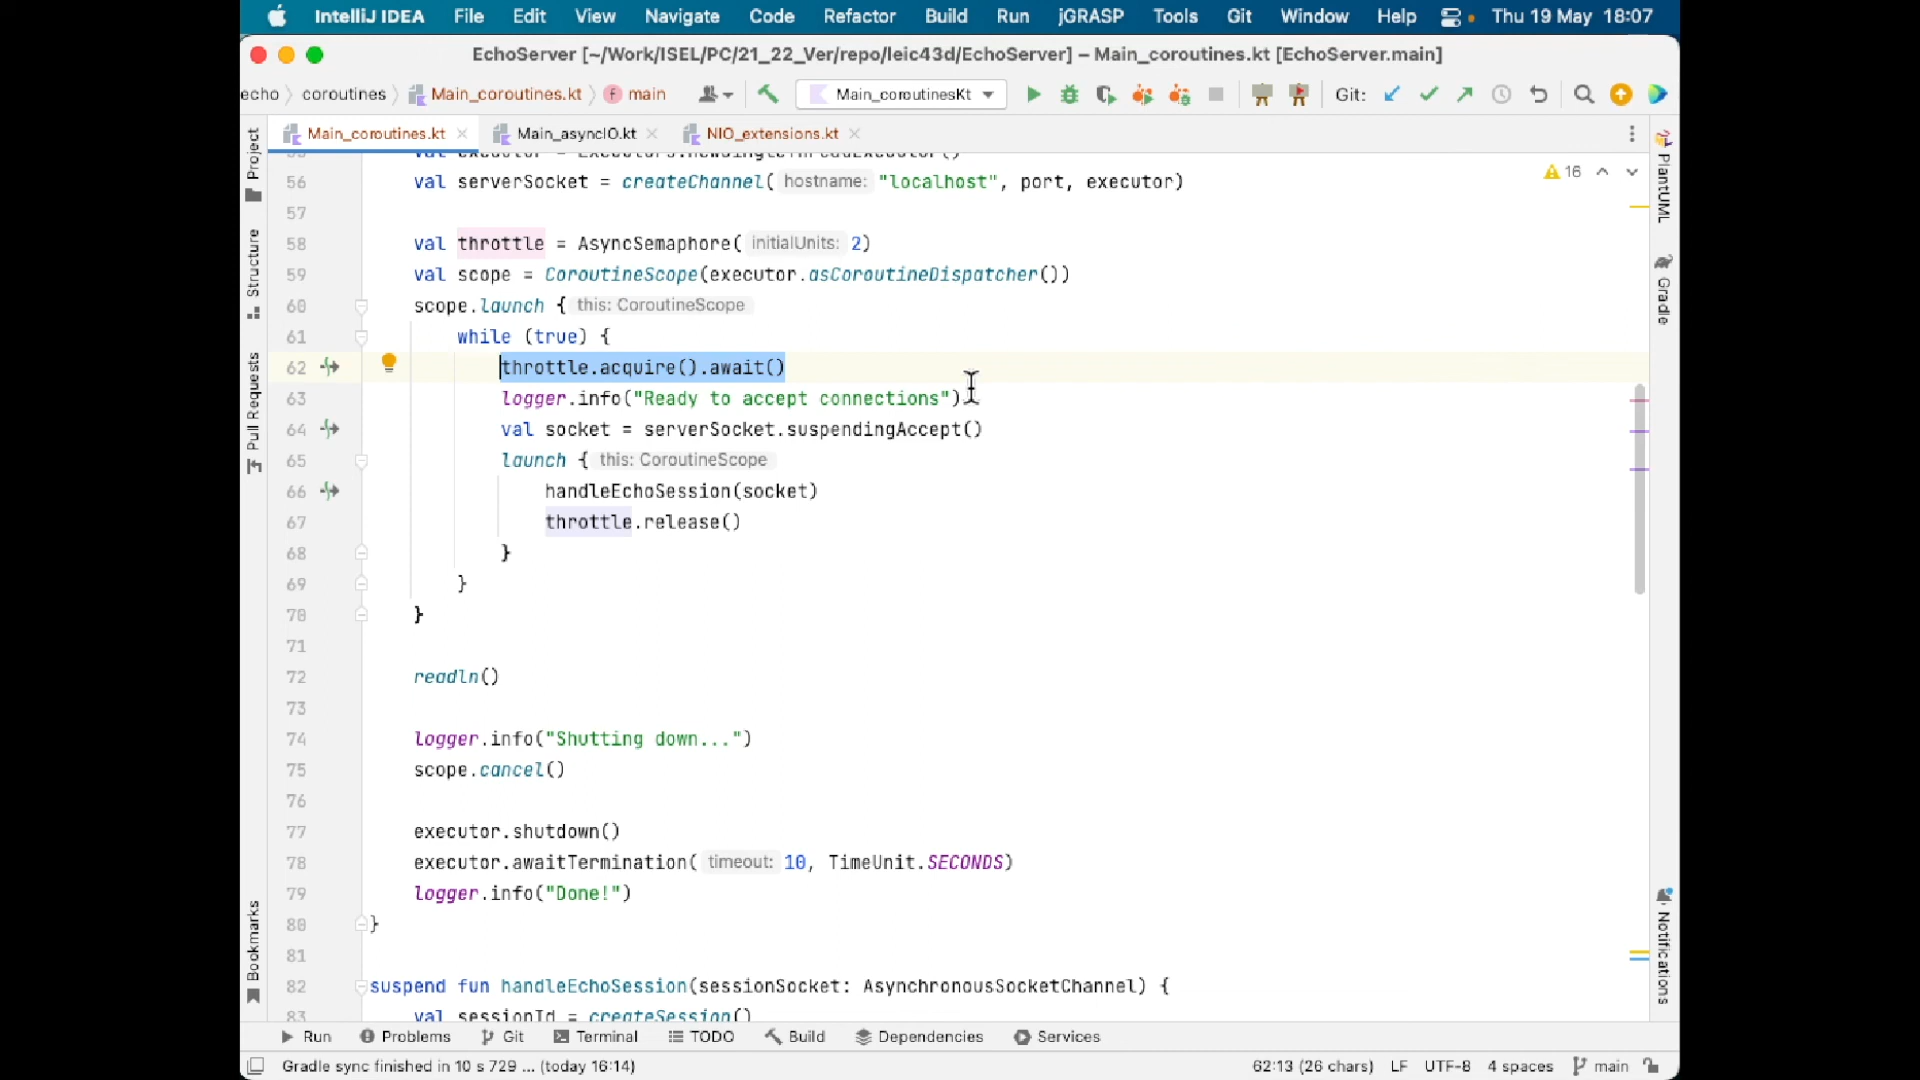 IntelliJ IDEA File Edit View Navigate Code Refactor Build Run jGRASP Tools Git Window Help Thu 19 May 18:07
EchoServer [~/Work/ISEL/PC/21_22_Ver/repo/leic43d/EchoServer] – Main_coroutines.kt [EchoServer.main]
echo coroutines Main_coroutines.kt main Main_coroutinesKt Git:
Main_coroutines.kt Main_asyncIO.kt NIO_extensions.kt
val executor = Executors.newSingleThreadExecutor()
56 val serverSocket = createChannel( hostname: "localhost", port, executor)
16
57
58 val throttle = AsyncSemaphore( initialUnits: 2)
59 val scope = CoroutineScope(executor.asCoroutineDispatcher())
60 scope.launch { this: CoroutineScope
61 while (true) {
62 throttle.acquire().await()
63 logger.info("Ready to accept connections")
64 val socket = serverSocket.suspendingAccept()
65 launch { this: CoroutineScope
66 handleEchoSession(socket)
67 throttle.release()
68 }
69 }
70 }
71
72 readln()
73
74 logger.info("Shutting down...")
75 scope.cancel()
76
77 executor.shutdown()
78 executor.awaitTermination( timeout: 10, TimeUnit.SECONDS)
79 logger.info("Done!")
80 }
81
82 suspend fun handleEchoSession(sessionSocket: AsynchronousSocketChannel) {
83 val sessionId = createSession()
Project
Structure
Pull Requests
Bookmarks
PlantUML
Gradle
Notifications
Run Problems Git Terminal TODO Build Dependencies Services
Gradle sync finished in 10 s 729 ... (today 16:14) 62:13 (26 chars) LF UTF-8 4 spaces main